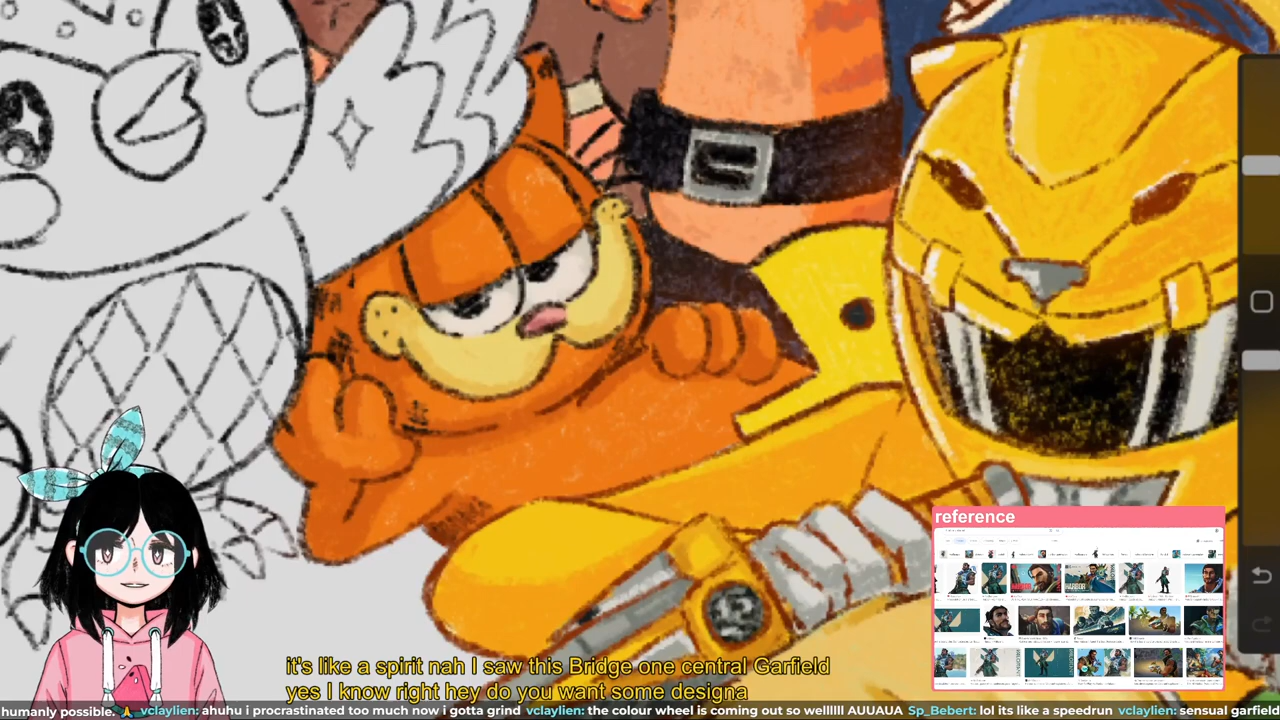 reference
it's like a spirit nah I saw this Bridge one central Garfield
yes I know right hey do you want some designa
humanly possible. vclaylien: ahuhu i procrastinated too much now i gotta grind vclaylien: the colour wheel is coming out so wellllll AUUAUA Sp_Bebert: lol its like a speedrun vclaylien: sensual garfield